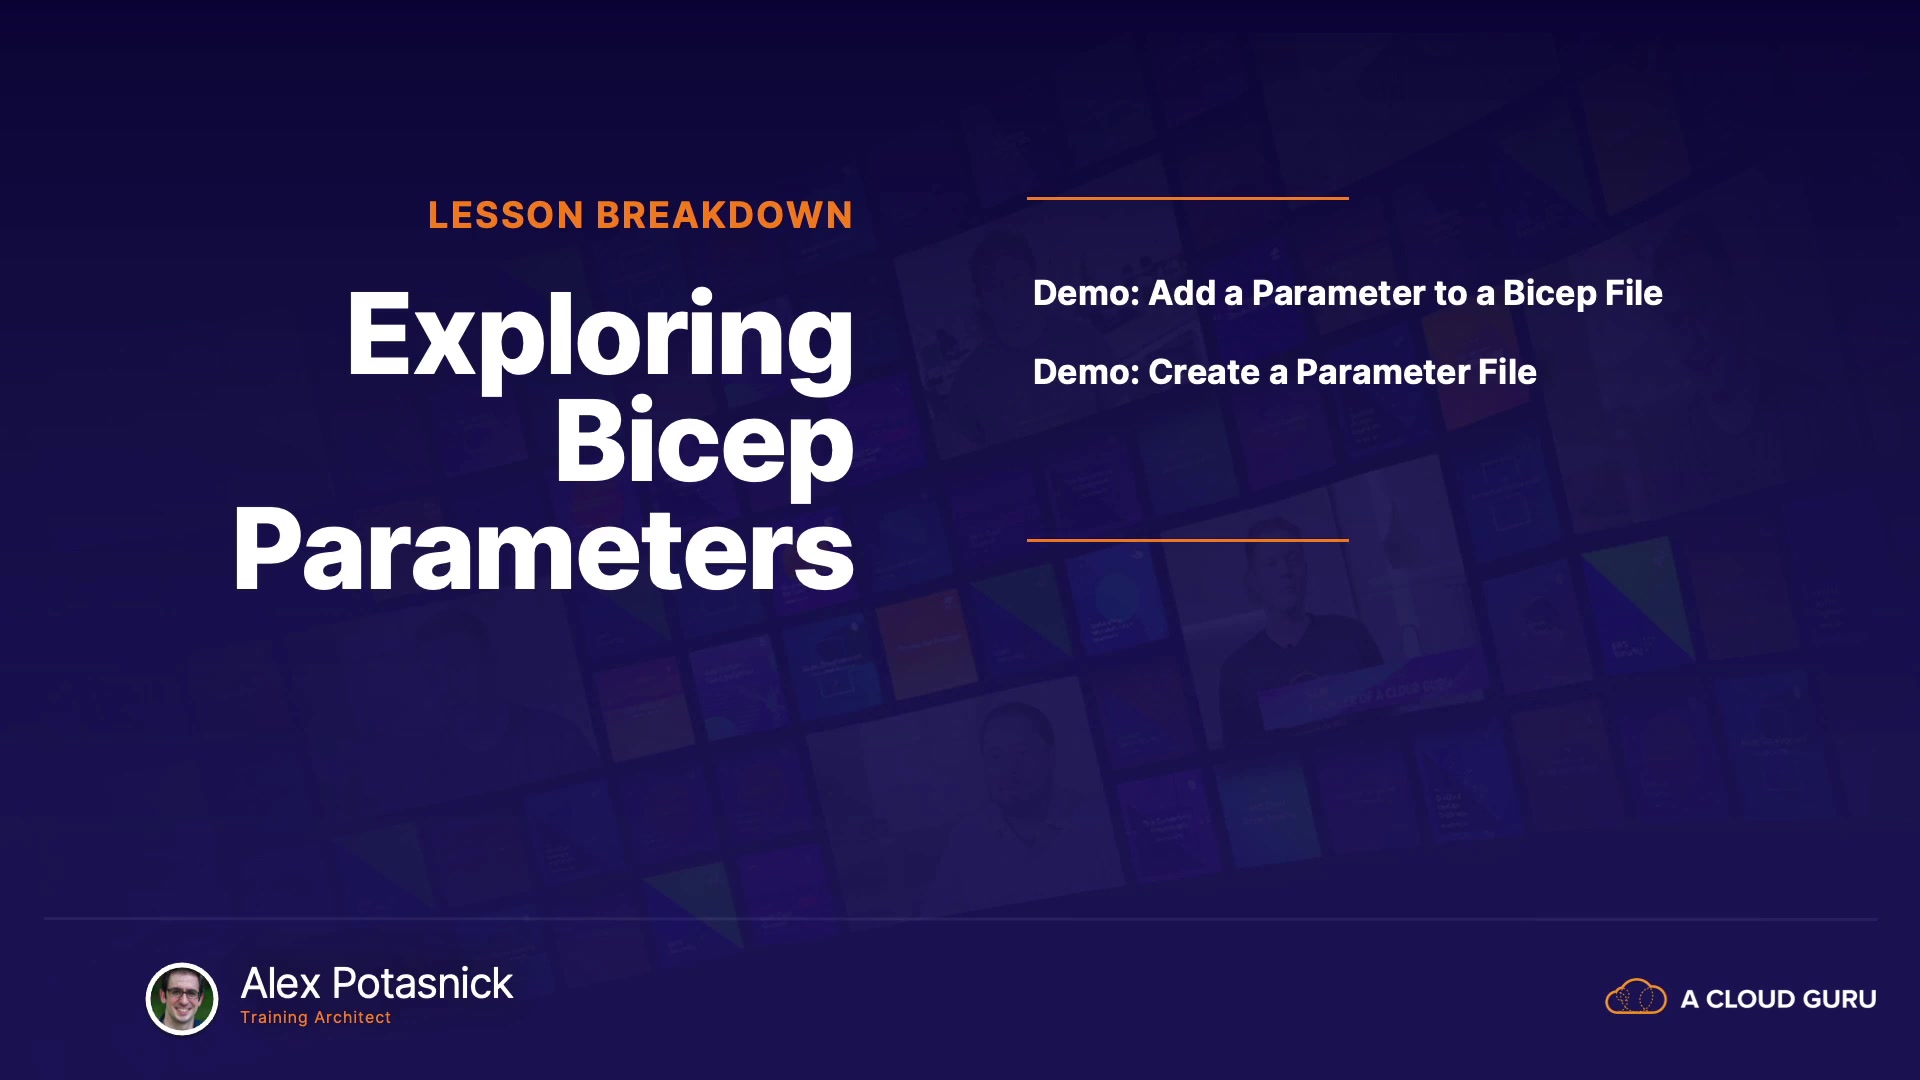 LESSON BREAKDOWN
Exploring
Bicep
Parameters
Demo: Add a Parameter to a Bicep File
Demo: Create a Parameter File
Alex Potasnick
Training Architect
A CLOUD GURU